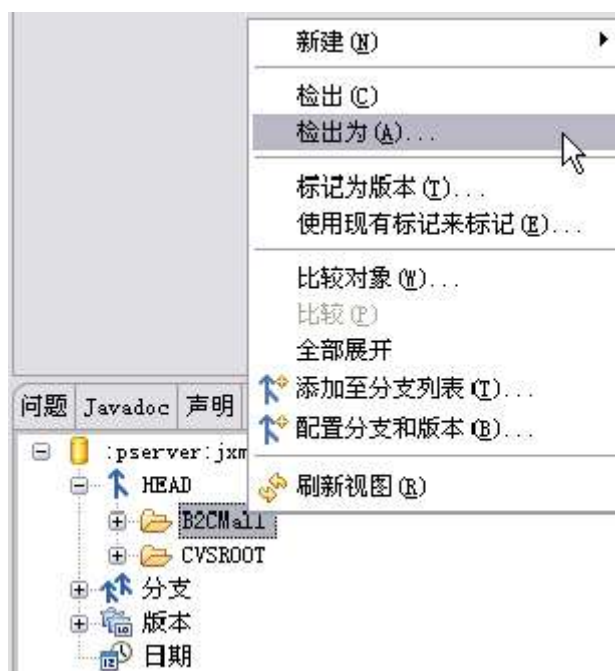 新建(N)
检出(C)
检出为(A)...
标记为版本(T)...
使用现有标记来标记(E)...
比较对象(W)...
比较(P)
全部展开
添加至分支列表(T)...
配置分支和版本(B)...
刷新视图(R)
问题 Javadoc 声明
:pserver:jxm
HEAD
B2CMall
CVSROOT
分支
版本
日期